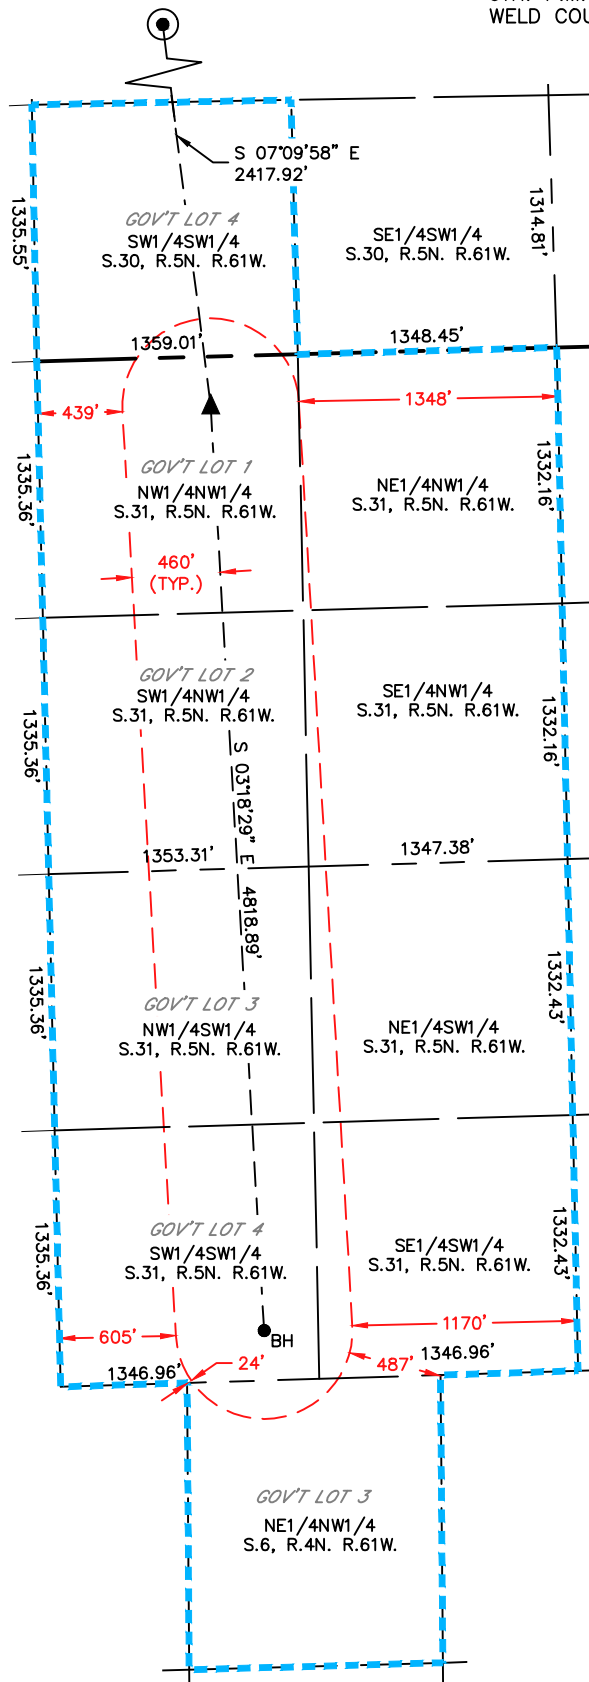 WELD COU
S 07°09'58" E
2417.92'
1335.55'
GOV'T LOT 4
SW1/4SW1/4
S.30, R.5N. R.61W.
SE1/4SW1/4
S.30, R.5N. R.61W.
1314.81'
1359.01'
1348.45'
439'
1348'
1335.36'
GOV'T LOT 1
NW1/4NW1/4
S.31, R.5N. R.61W.
NE1/4NW1/4
S.31, R.5N. R.61W.
1332.16'
460'
(TYP.)
1335.36'
GOV'T LOT 2
SW1/4NW1/4
S.31, R.5N. R.61W.
SE1/4NW1/4
S.31, R.5N. R.61W.
1332.16'
S 03°18'29" E 4818.89'
1353.31'
1347.38'
1335.36'
GOV'T LOT 3
NW1/4SW1/4
S.31, R.5N. R.61W.
NE1/4SW1/4
S.31, R.5N. R.61W.
1332.43'
1335.36'
GOV'T LOT 4
SW1/4SW1/4
S.31, R.5N. R.61W.
SE1/4SW1/4
S.31, R.5N. R.61W.
1332.43'
605'
BH
1170'
1346.96'
24'
487'
1346.96'
GOV'T LOT 3
NE1/4NW1/4
S.6, R.4N. R.61W.